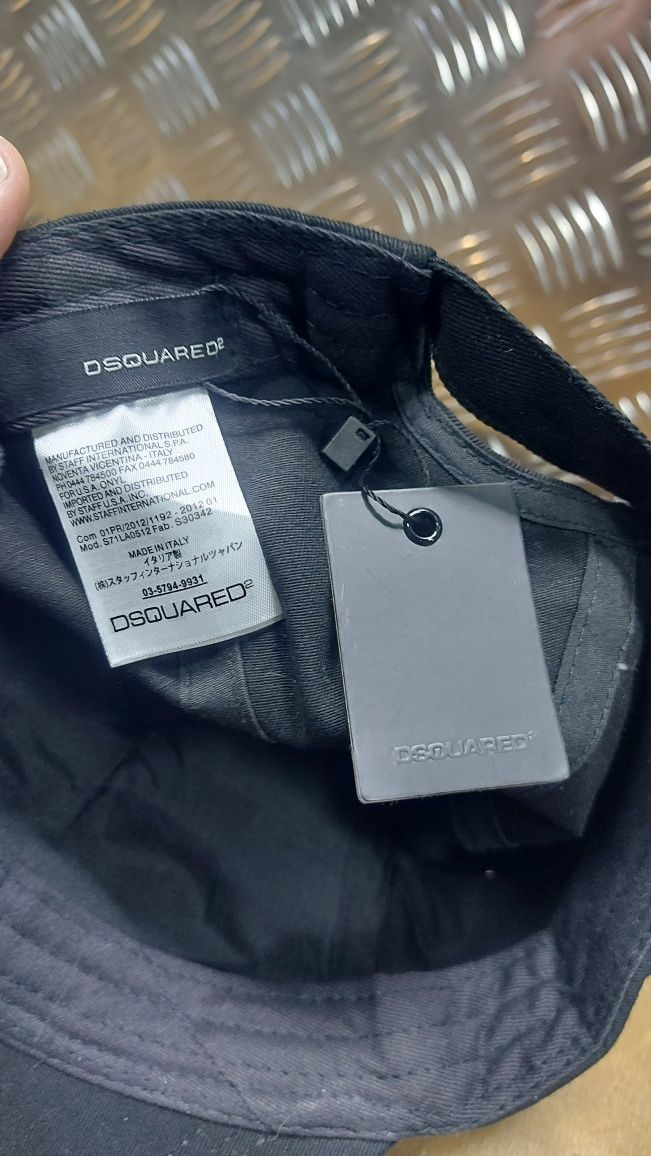 DSQUARED²
MANUFACTURED AND DISTRIBUTED
BY STAFF INTERNATIONAL S.P.A.
NOVENTA VICENTINA - ITALY
PH 0444 784500 FAX 0444 784580
FOR U.S.A. ONYL
IMPORTED AND DISTRIBUTED
BY STAFF U.S.A. INC.
WWW.STAFFINTERNATIONAL.COM
Com 01PR/2012/1192 - 2012 01
Mod. S71LA0512 Fab. S30342
MADE IN ITALY
イタリア製
(株)スタッフインターナショナルジャパン
03-5794-9931
DSQUARED²
DSQUARED²